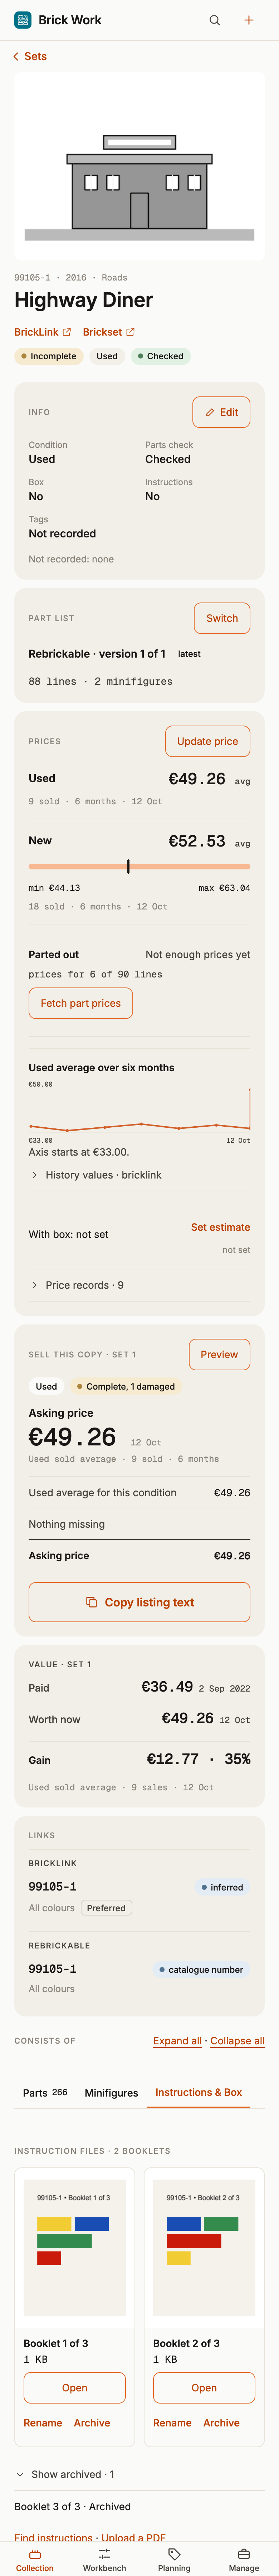 Brick Work
Sets
99105-1 · 2016 · Roads
Highway Diner
BrickLink Brickset
Incomplete Used Checked
INFO Edit
Condition Parts check
Used Checked
Box Instructions
No No
Tags
Not recorded
Not recorded: none
PART LIST Switch
Rebrickable · version 1 of 1 latest
88 lines · 2 minifigures
PRICES Update price
Used €49.26 avg
9 sold · 6 months · 12 Oct
New €52.53 avg
min €44.13 max €63.04
18 sold · 6 months · 12 Oct
Parted out Not enough prices yet
prices for 6 of 90 lines
Fetch part prices
Used average over six months
€50.00
€33.00 12 Oct
Axis starts at €33.00.
History values · bricklink
With box: not set Set estimate
not set
Price records · 9
SELL THIS COPY · SET 1 Preview
Used Complete, 1 damaged
Asking price
€49.26 12 Oct
Used sold average · 9 sold · 6 months
Used average for this condition €49.26
Nothing missing
Asking price €49.26
Copy listing text
VALUE · SET 1
Paid €36.49 2 Sep 2022
Worth now €49.26 12 Oct
Gain €12.77 · 35%
Used sold average · 9 sales · 12 Oct
LINKS
BRICKLINK
99105-1 inferred
All colours Preferred
REBRICKABLE
99105-1 catalogue number
All colours
CONSISTS OF Expand all · Collapse all
Parts 266 Minifigures Instructions & Box
INSTRUCTION FILES · 2 BOOKLETS
99105-1 • Booklet 1 of 3 99105-1 • Booklet 2 of 3
Booklet 1 of 3 Booklet 2 of 3
1 KB 1 KB
Open Open
Rename Archive Rename Archive
Show archived · 1
Booklet 3 of 3 · Archived
Find instructions · Upload a PDF
Collection Workbench Planning Manage